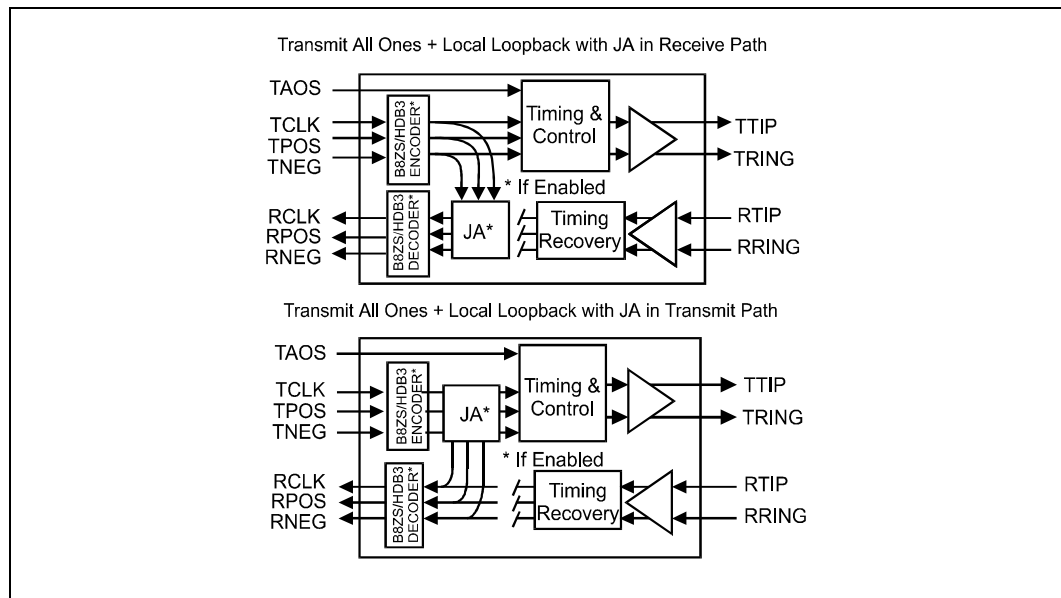 Transmit All Ones + Local Loopback with JA in Receive Path
TAOS
TCLK
TPOS
TNEG
B8ZS/HDB3
ENCODER*
Timing &
Control
TTIP
TRING
* If Enabled
RCLK
RPOS
RNEG
B8ZS/HDB3
DECODER*
JA*
Timing
Recovery
RTIP
RRING
Transmit All Ones + Local Loopback with JA in Transmit Path
TAOS
TCLK
TPOS
TNEG
B8ZS/HDB3
ENCODER*
JA*
Timing &
Control
TTIP
TRING
* If Enabled
RCLK
RPOS
RNEG
B8ZS/HDB3
DECODER*
Timing
Recovery
RTIP
RRING